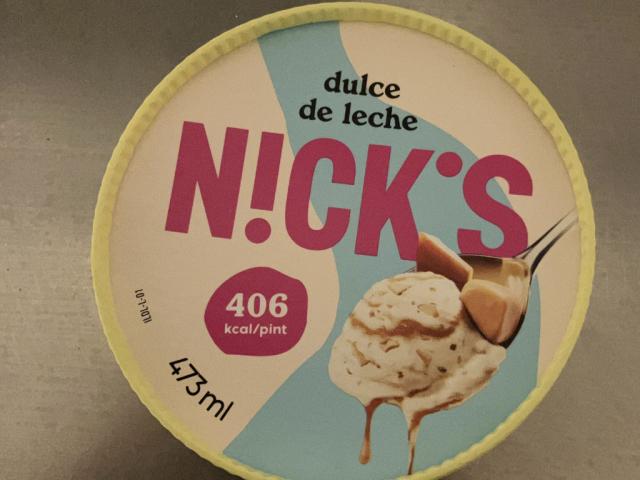 dulce
de leche
N!CK'S
406
kcal/pint
473ml